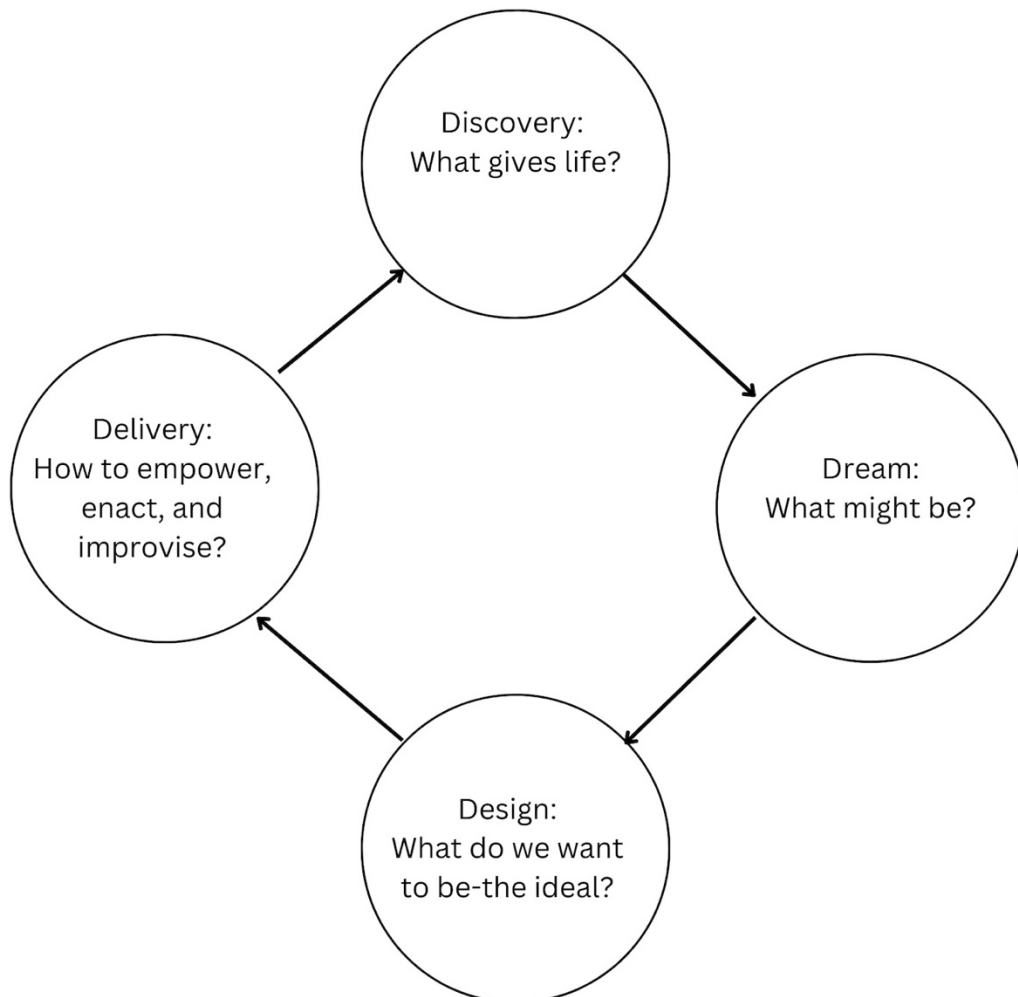 Discovery:
What gives life?
Dream:
What might be?
Design:
What do we want
to be-the ideal?
Delivery:
How to empower,
enact, and
improvise?